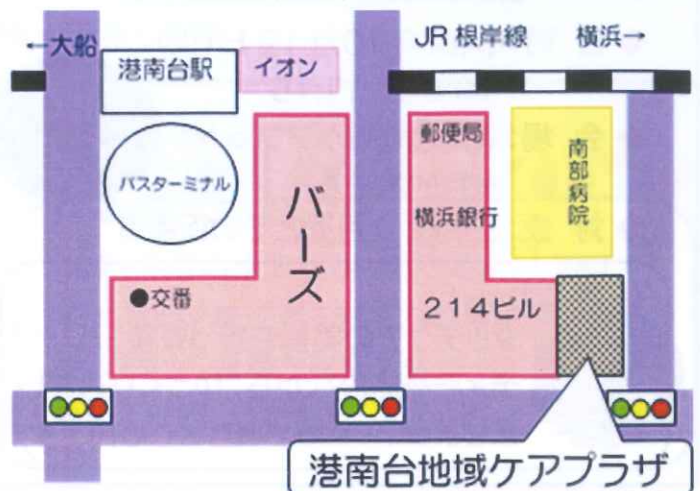 ←大船
JR 根岸線
横浜→
港南台駅
イオン
バスターミナル
バーズ
●交番
郵便局
横浜銀行
南部病院
214ビル
港南台地域ケアプラザ